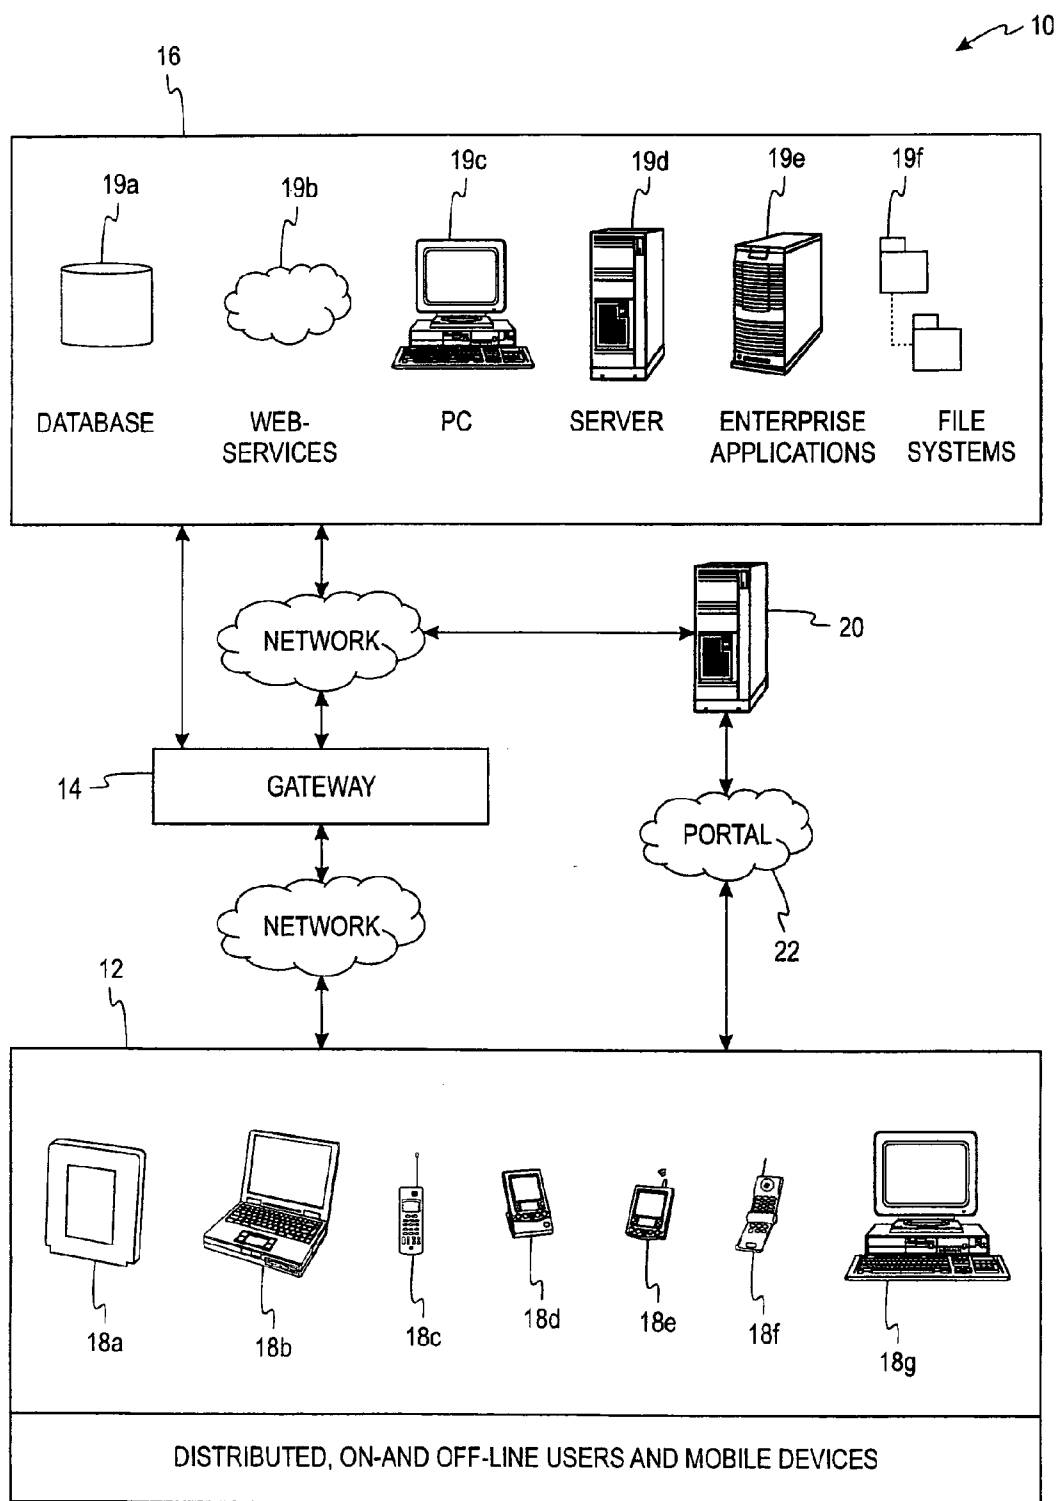 10
16
19a
19b
19c
19d
19e
19f
DATABASE
WEB-
SERVICES
PC
SERVER
ENTERPRISE
APPLICATIONS
FILE
SYSTEMS
NETWORK
20
14
GATEWAY
PORTAL
NETWORK
22
12
18a
18b
18c
18d
18e
18f
18g
DISTRIBUTED, ON-AND OFF-LINE USERS AND MOBILE DEVICES